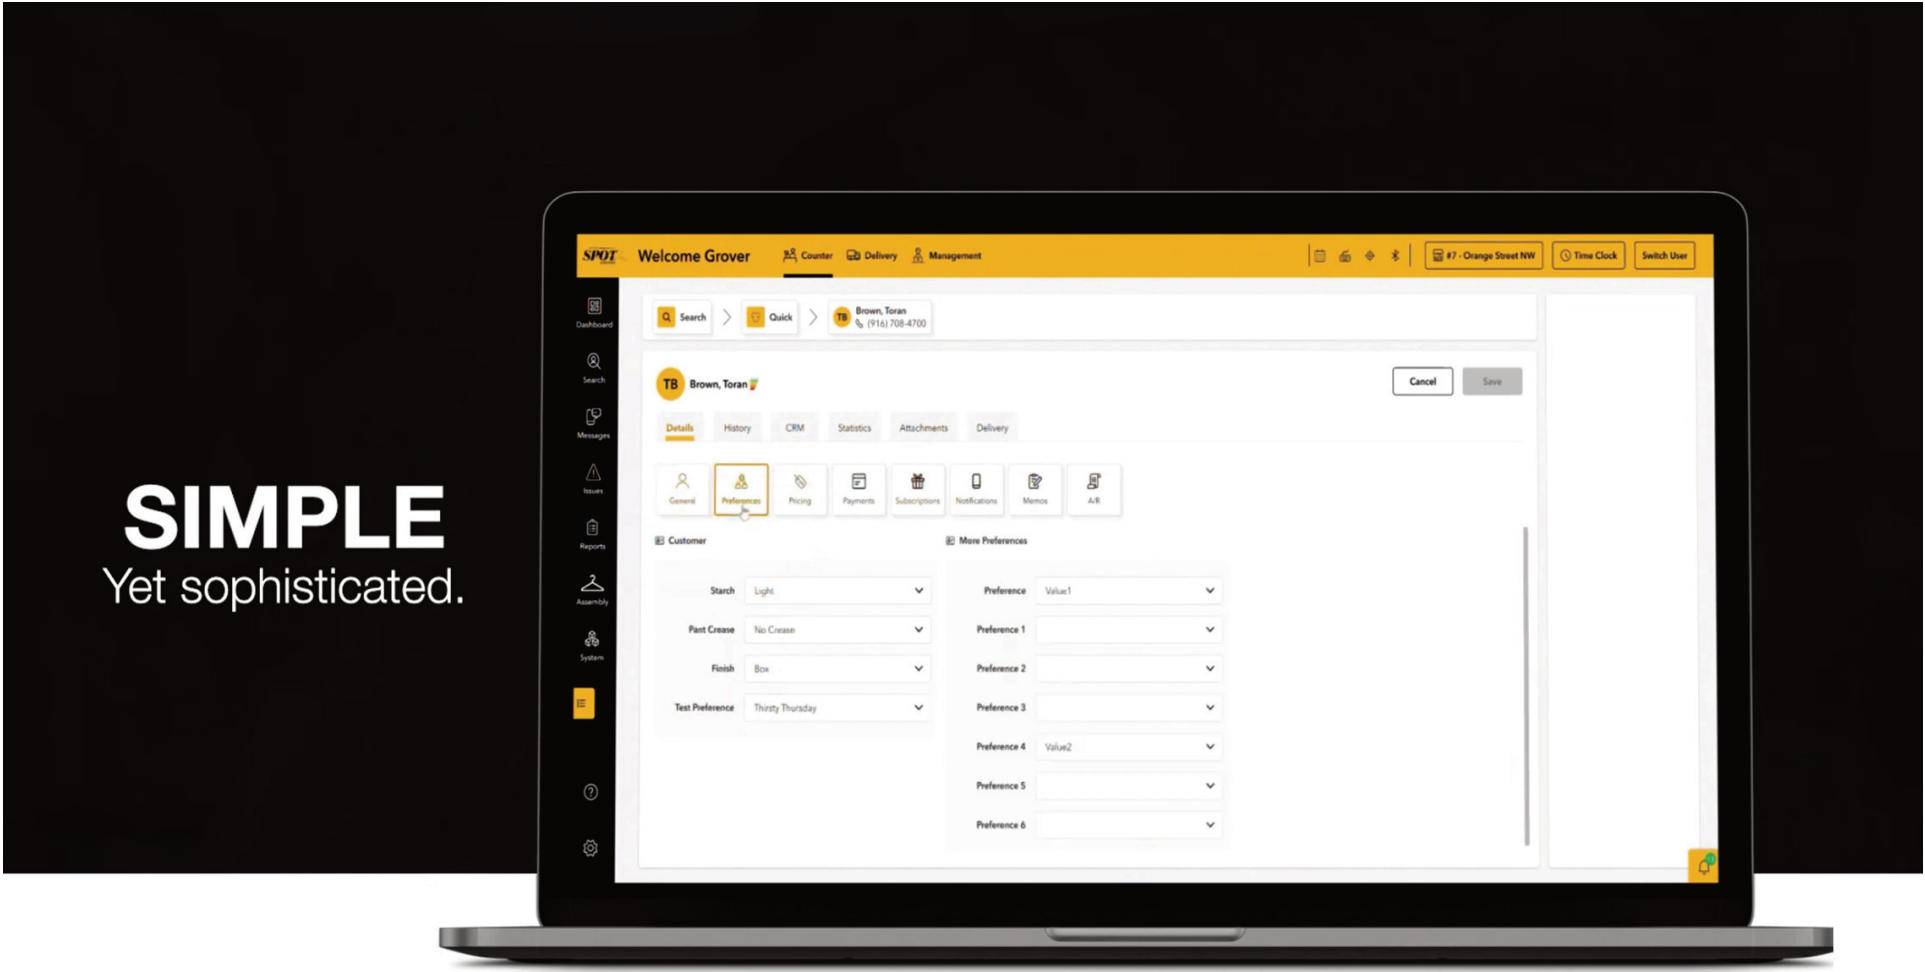 SIMPLE
Yet sophisticated.
SPOT
Welcome Grover
Counter
Delivery
Management
#7 - Orange Street NW
Time Clock
Switch User
Dashboard
Search
Messages
Issues
Reports
Assembly
System
Search
Quick
TB
Brown, Toran
(916) 708-4700
TB
Brown, Toran
Cancel
Save
Details
History
CRM
Statistics
Attachments
Delivery
General
Preferences
Pricing
Payments
Subscriptions
Notifications
Memos
A/R
Customer
Starch
Light
Pant Crease
No Crease
Finish
Box
Test Preference
Thirsty Thursday
More Preferences
Preference
Value1
Preference 1
Preference 2
Preference 3
Preference 4
Value2
Preference 5
Preference 6